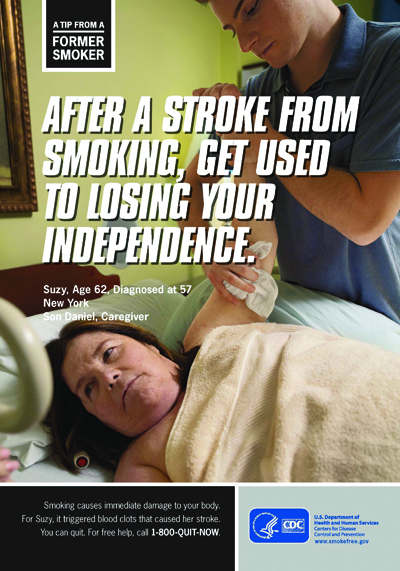 A TIP FROM A
FORMER
SMOKER
AFTER A STROKE FROM
SMOKING, GET USED
TO LOSING YOUR
INDEPENDENCE.
Suzy, Age 62, Diagnosed at 57
New York
Son Daniel, Caregiver
Smoking causes immediate damage to your body.
For Suzy, it triggered blood clots that caused her stroke.
You can quit. For free help, call 1-800-QUIT-NOW.
CDC
U.S. Department of
Health and Human Services
Centers for Disease
Control and Prevention
www.smokefree.gov